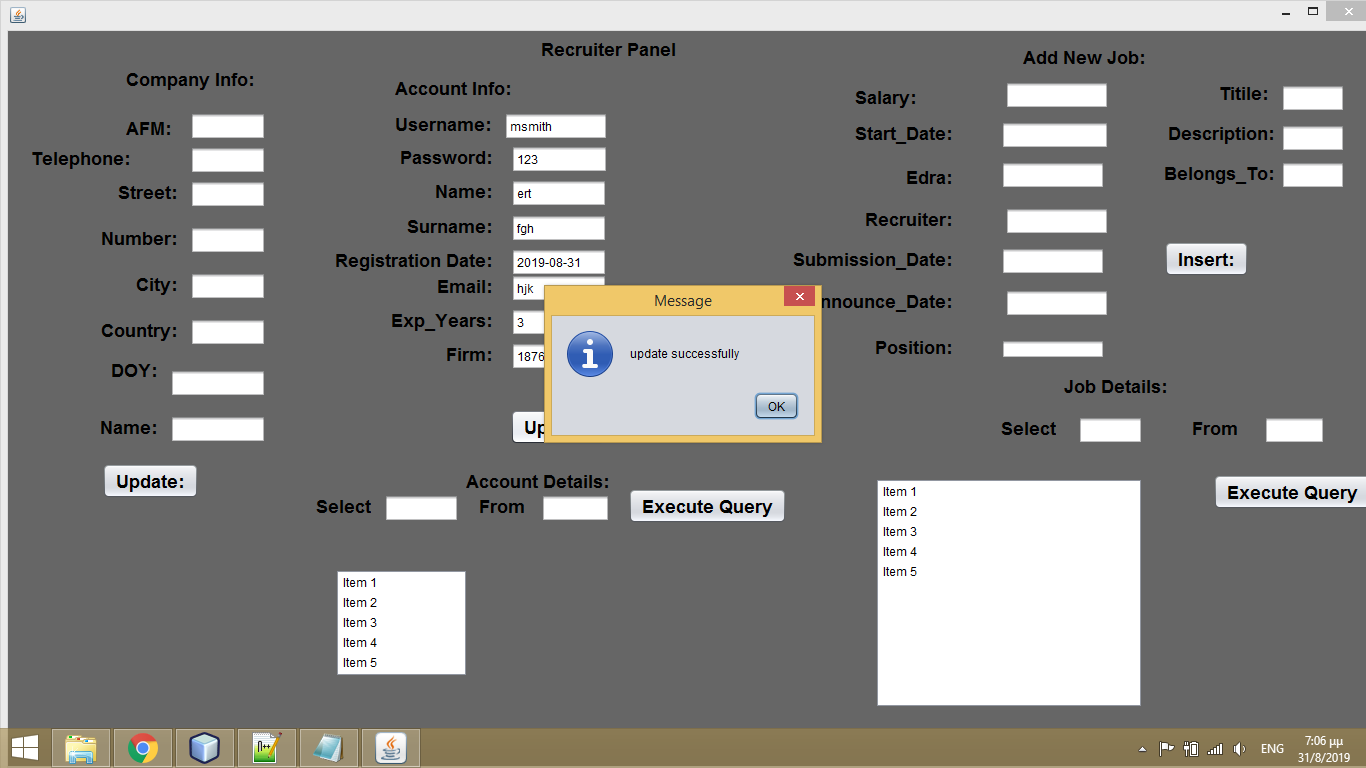 Recruiter Panel
Company Info:
AFM:
Telephone:
Street:
Number:
City:
Country:
DOY:
Name:
Update:
Account Info:
Username: msmith
Password: 123
Name: ert
Surname: fgh
Registration Date: 2019-08-31
Email: hjk
Exp_Years: 3
Firm: 1876
Up
Message
update successfully
OK
Account Details:
Select From Execute Query
Item 1
Item 2
Item 3
Item 4
Item 5
Add New Job:
Salary:
Start_Date:
Edra:
Recruiter:
Submission_Date:
nnounce_Date:
Position:
Titile:
Description:
Belongs_To:
Insert:
Job Details:
Select From
Execute Query
Item 1
Item 2
Item 3
Item 4
Item 5
ENG
7:06 μμ
31/8/2019